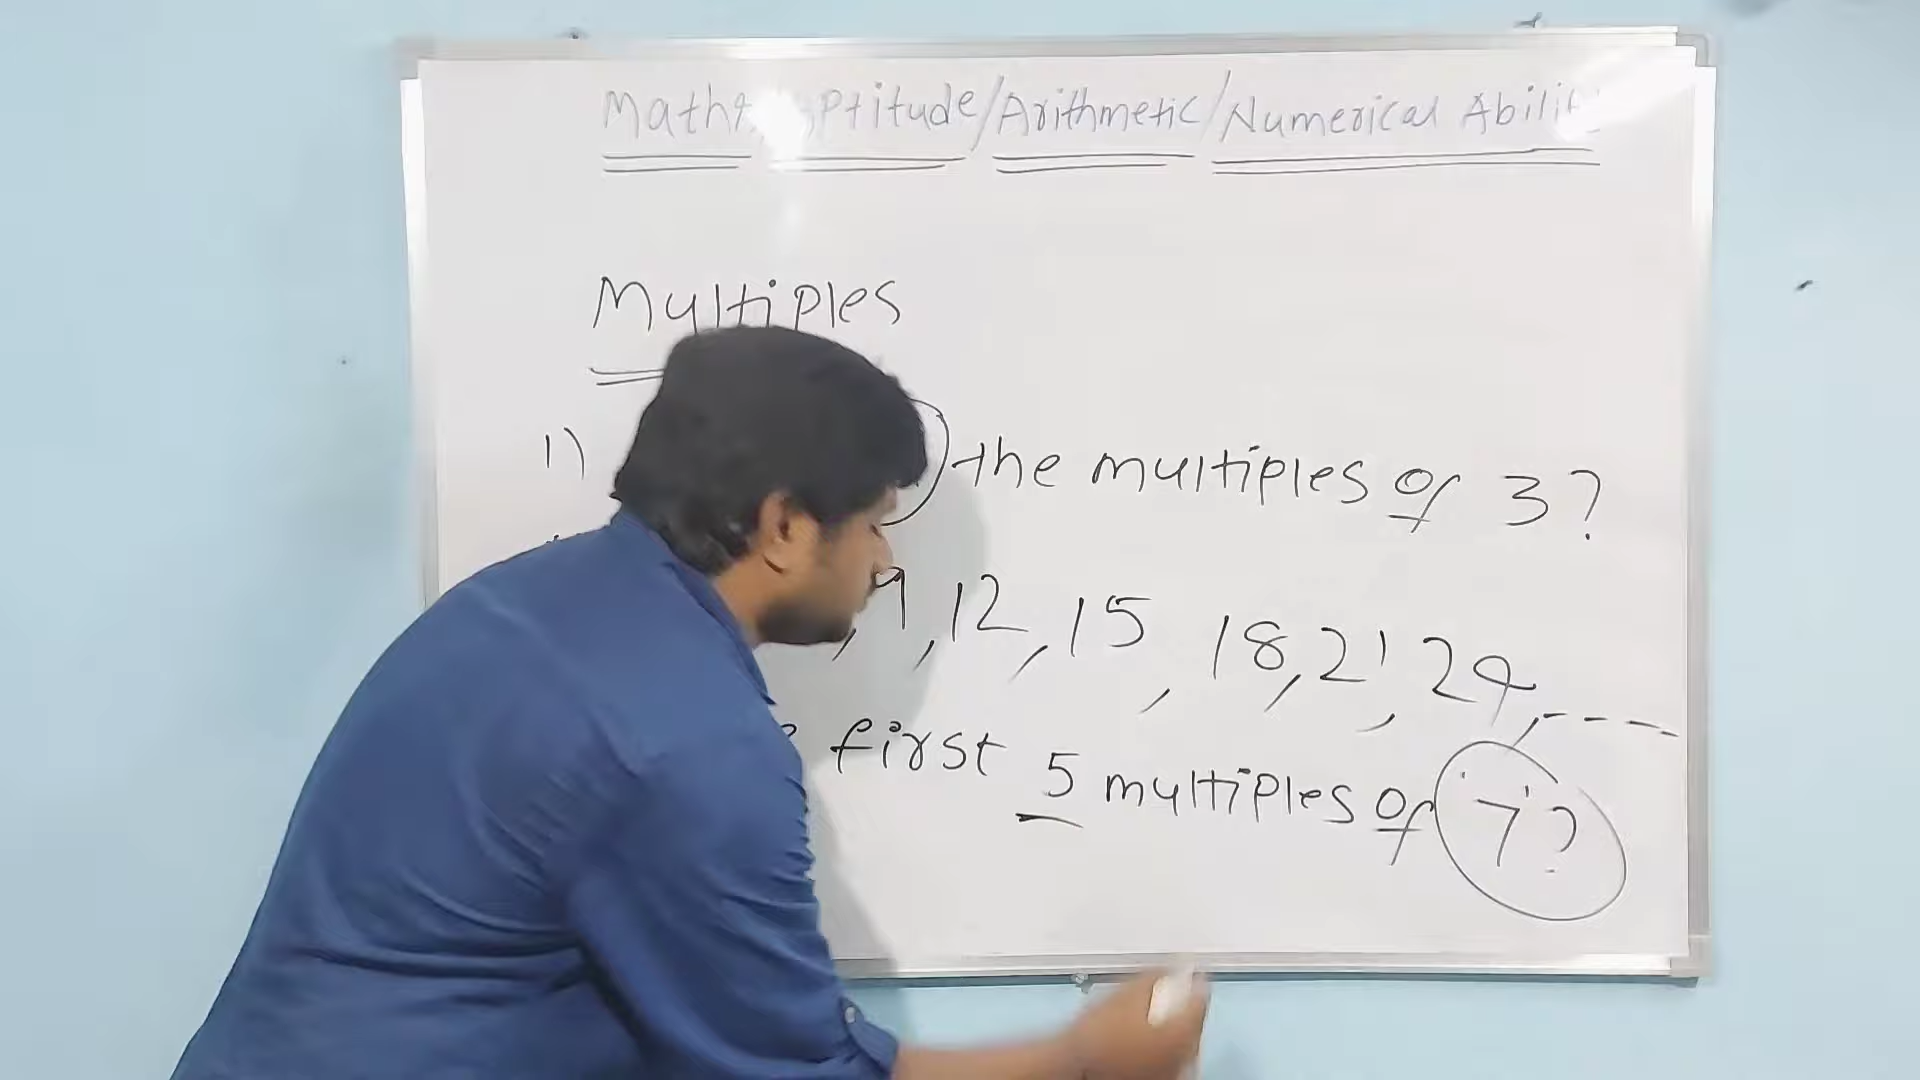 Maths Aptitude/Arithmetic/Numerical Ability
Multiples
1) the multiples of 3?
9, 12, 15, 18, 21, 24, ----
first 5 multiples of 7?